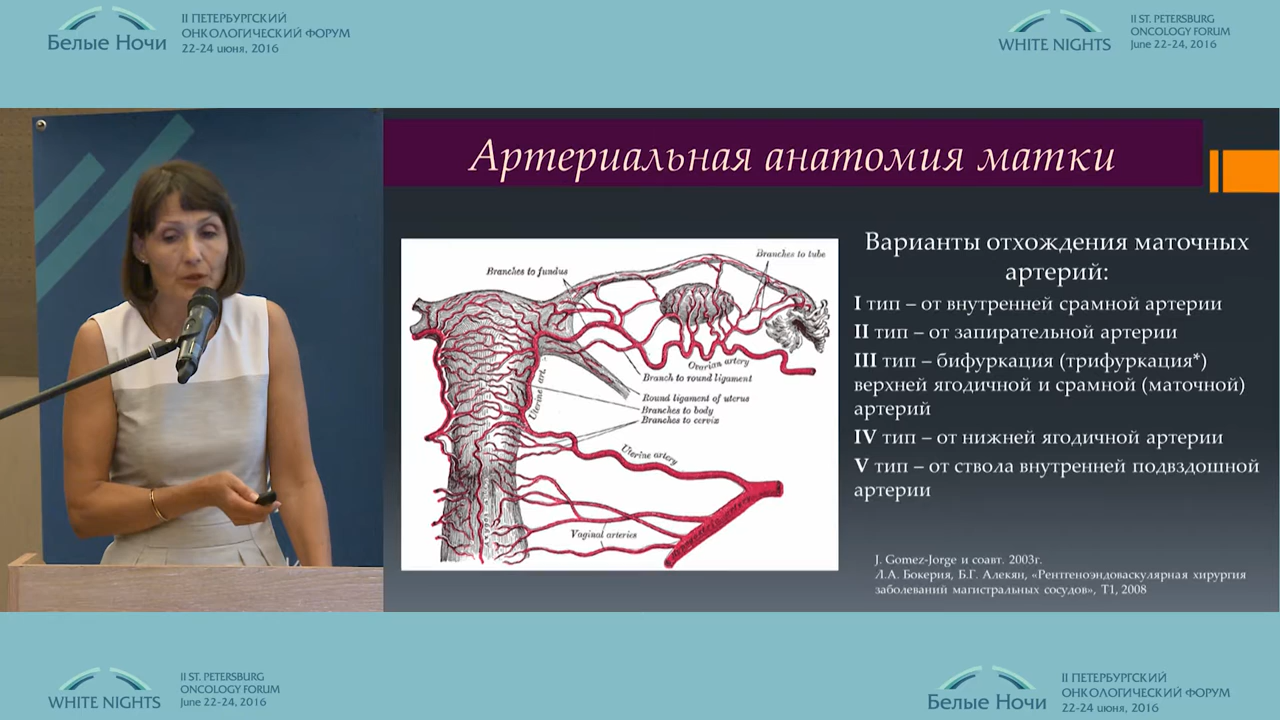 Белые Ночи
II ПЕТЕРБУРГСКИЙ
ОНКОЛОГИЧЕСКИЙ ФОРУМ
22-24 июня, 2016
WHITE NIGHTS
II ST. PETERSBURG
ONCOLOGY FORUM
June 22-24, 2016
Артериальная анатомия матки
Branches to tube
Branches to fundus
Ovarian artery
Branch to round ligament
Uterine art.
Round ligament of uterus
Branches to body
Branches to cervix
Uterine artery
Vaginal arteries
Варианты отхождения маточных
артерий:
I тип – от внутренней срамной артерии
II тип – от запирательной артерии
III тип – бифуркация (трифуркация*)
верхней ягодичной и срамной (маточной)
артерий
IV тип – от нижней ягодичной артерии
V тип – от ствола внутренней подвздошной
артерии
J. Gomez-Jorge и соавт. 2003г.
Л.А. Бокерия, Б.Г. Алекян, «Рентгеноэндоваскулярная хирургия
заболеваний магистральных сосудов», Т1, 2008
WHITE NIGHTS
II ST. PETERSBURG
ONCOLOGY FORUM
June 22-24, 2016
Белые Ночи
II ПЕТЕРБУРГСКИЙ
ОНКОЛОГИЧЕСКИЙ ФОРУМ
22-24 июня, 2016